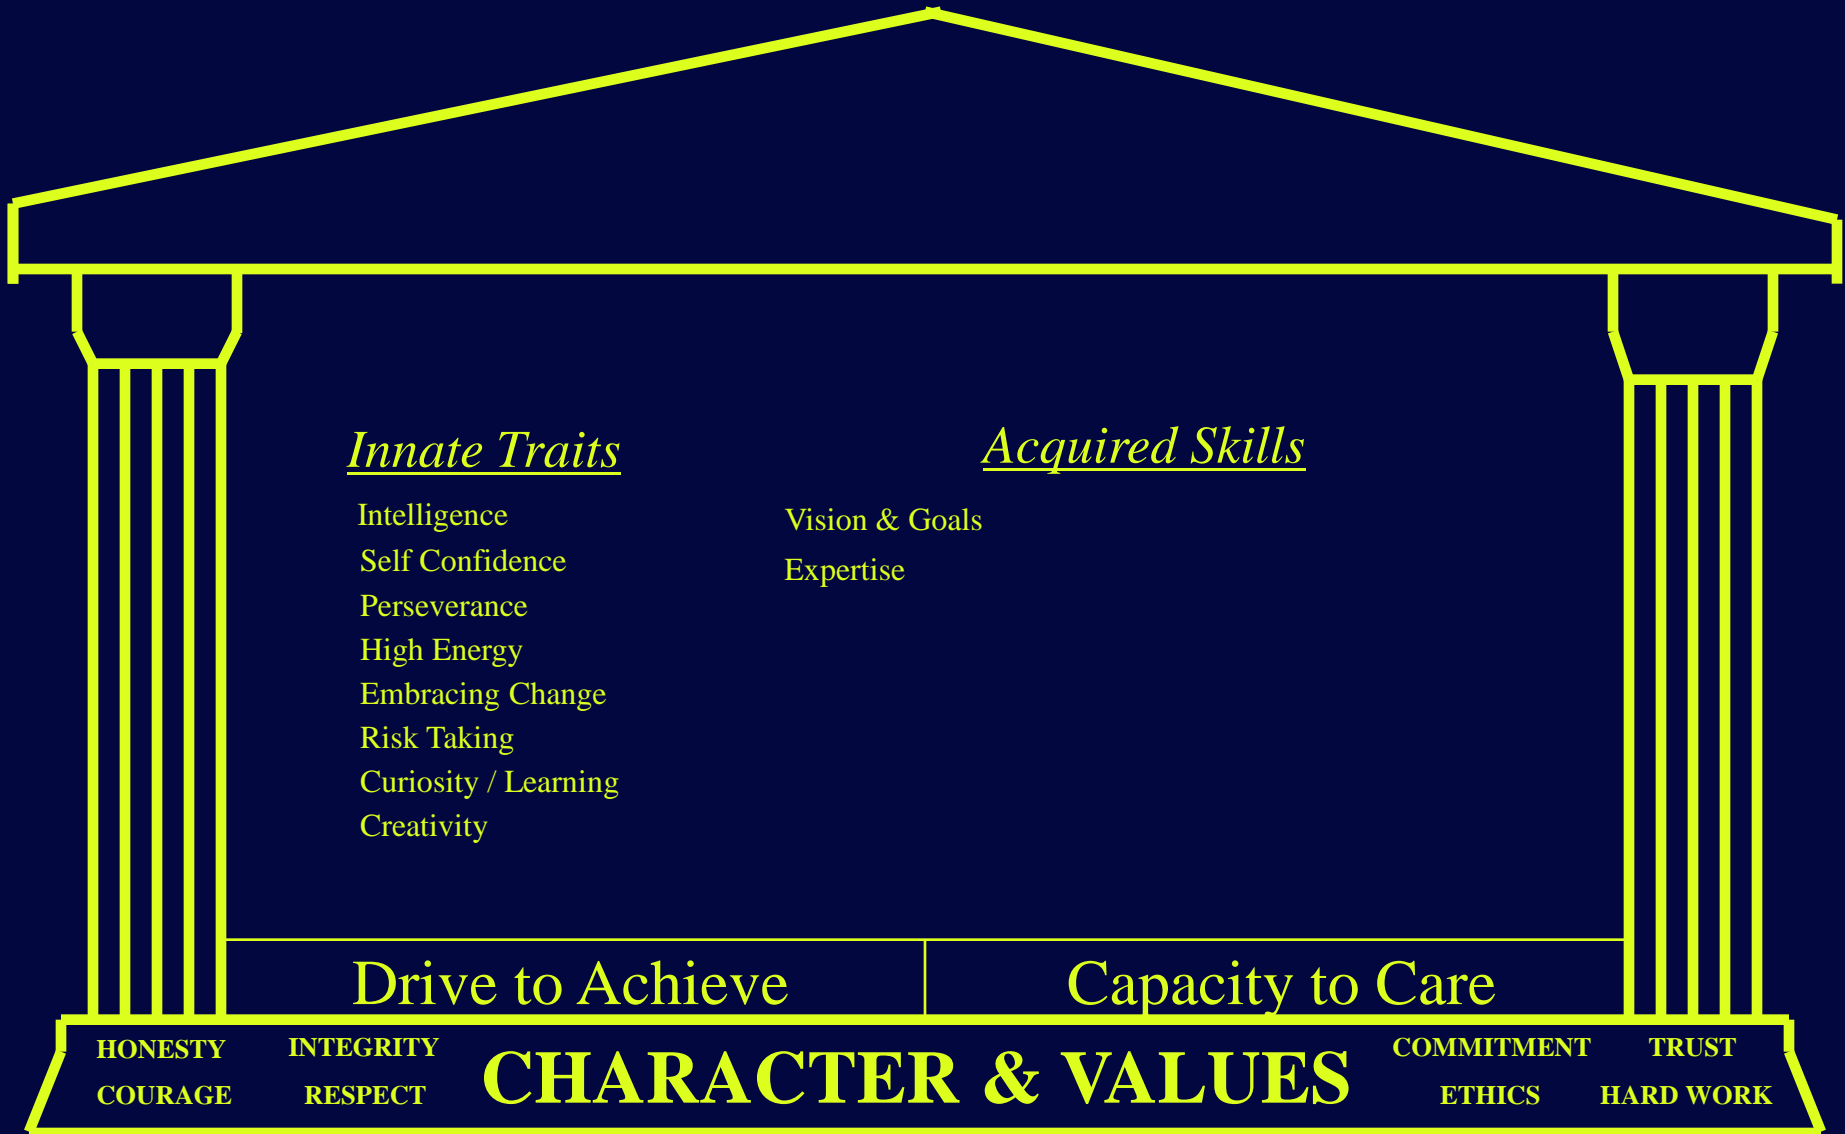 Innate Traits
Intelligence
Self Confidence
Perseverance
High Energy
Embracing Change
Risk Taking
Curiosity / Learning
Creativity
Acquired Skills
Vision & Goals
Expertise
Drive to Achieve
Capacity to Care
HONESTY
INTEGRITY
COURAGE
RESPECT
CHARACTER & VALUES
COMMITMENT
TRUST
ETHICS
HARD WORK